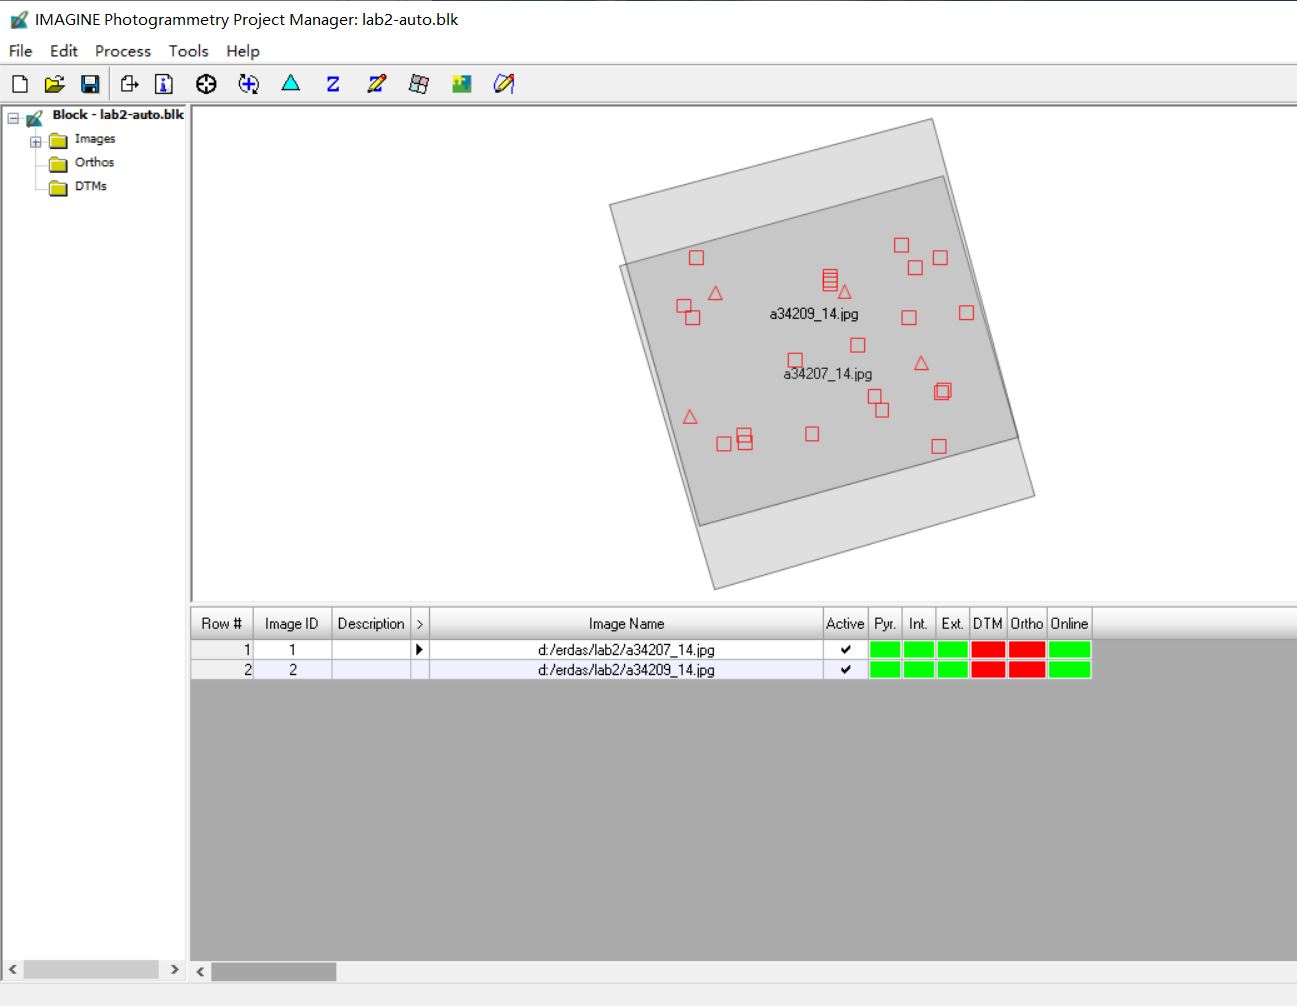 IMAGINE Photogrammetry Project Manager: lab2-auto.blk
File Edit Process Tools Help
Block - lab2-auto.blk
Images
Orthos
DTMs
a34209_14.jpg
a34207_14.jpg
Row # Image ID Description > Image Name Active Pyr. Int. Ext. DTM Ortho Online
1 1 d:/erdas/lab2/a34207_14.jpg
2 2 d:/erdas/lab2/a34209_14.jpg